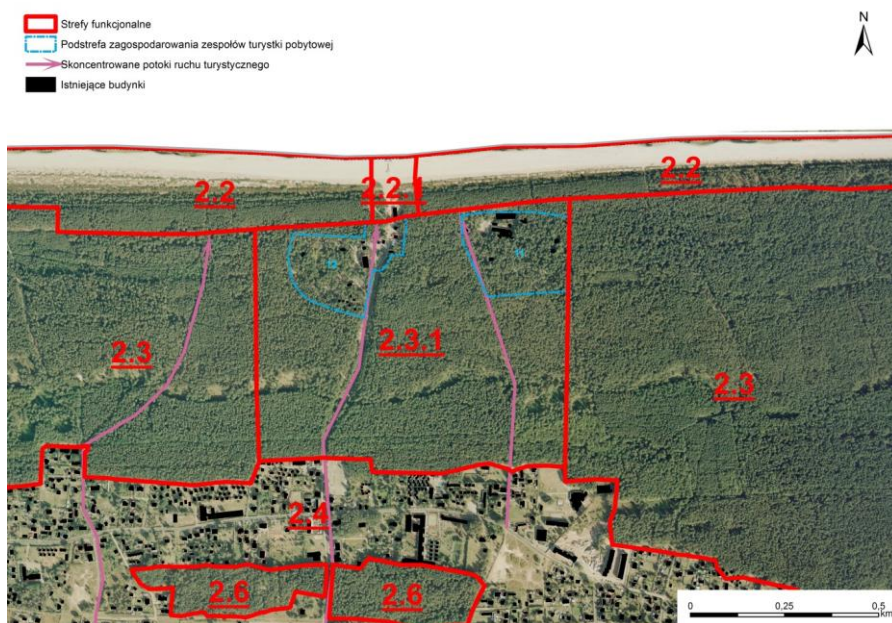 Strefy funkcjonalne
Podstrefa zagospodarowania zespołów turystki pobytowej
Skoncentrowane potoki ruchu turystycznego
Istniejące budynki
N
2.2
2.2.1
2.2
2.3
2.3.1
2.3
2.4
2.6
2.6
0 0,25 0,5
km